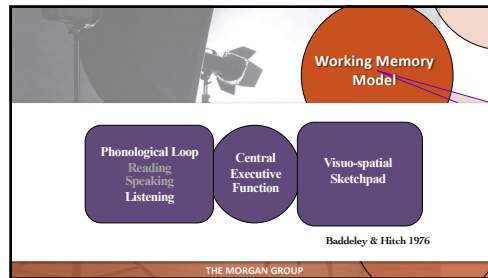 Working Memory
Model
Phonological Loop
Reading
Speaking
Listening
Central
Executive
Function
Visuo-spatial
Sketchpad
Baddeley & Hitch 1976
THE MORGAN GROUP